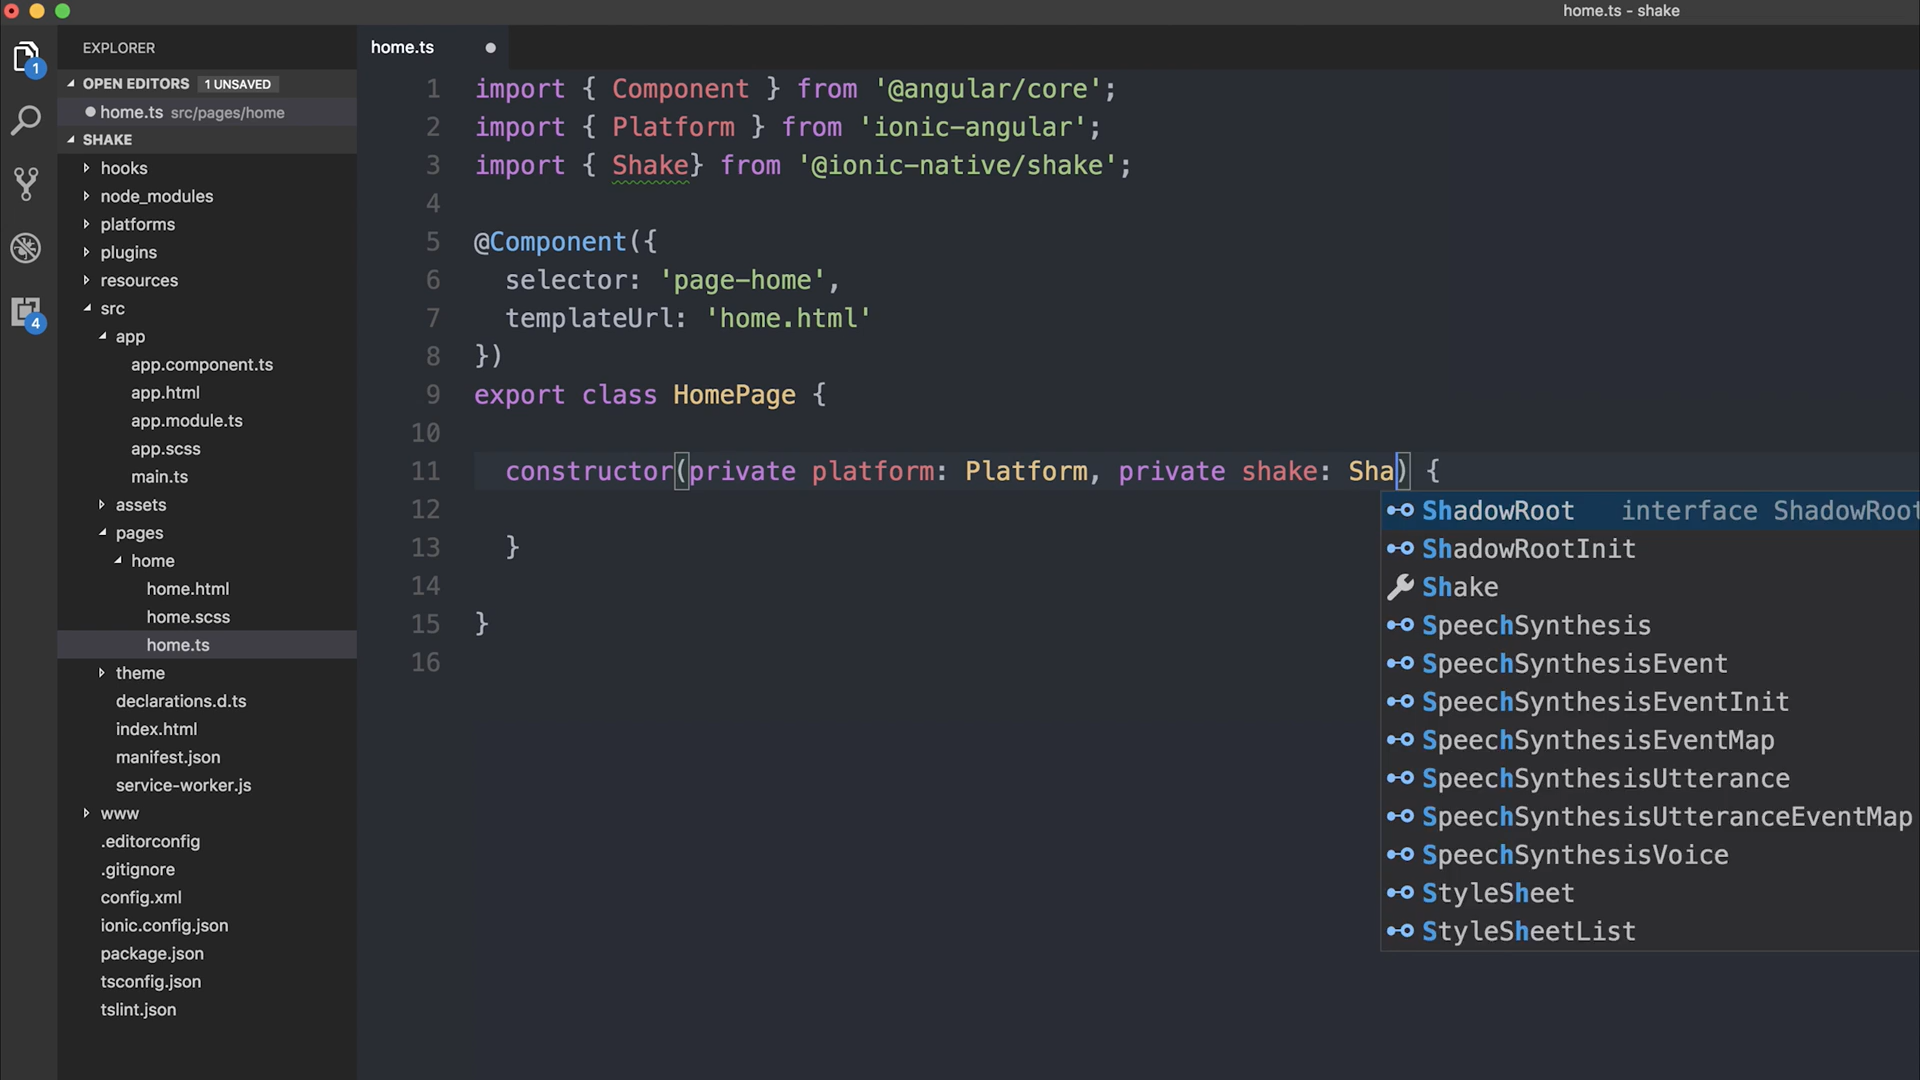 home.ts - shake
EXPLORER
OPEN EDITORS 1 UNSAVED
home.ts src/pages/home
SHAKE
hooks
node_modules
platforms
plugins
resources
src
app
app.component.ts
app.html
app.module.ts
app.scss
main.ts
assets
pages
home
home.html
home.scss
home.ts
theme
declarations.d.ts
index.html
manifest.json
service-worker.js
www
.editorconfig
.gitignore
config.xml
ionic.config.json
package.json
tsconfig.json
tslint.json
1
4
home.ts
1 import { Component } from '@angular/core';
2 import { Platform } from 'ionic-angular';
3 import { Shake} from '@ionic-native/shake';
4
5 @Component({
6 selector: 'page-home',
7 templateUrl: 'home.html'
8 })
9 export class HomePage {
10
11 constructor(private platform: Platform, private shake: Sha) {
12
13 }
14
15 }
16
ShadowRoot interface ShadowRoot
ShadowRootInit
Shake
SpeechSynthesis
SpeechSynthesisEvent
SpeechSynthesisEventInit
SpeechSynthesisEventMap
SpeechSynthesisUtterance
SpeechSynthesisUtteranceEventMap
SpeechSynthesisVoice
StyleSheet
StyleSheetList